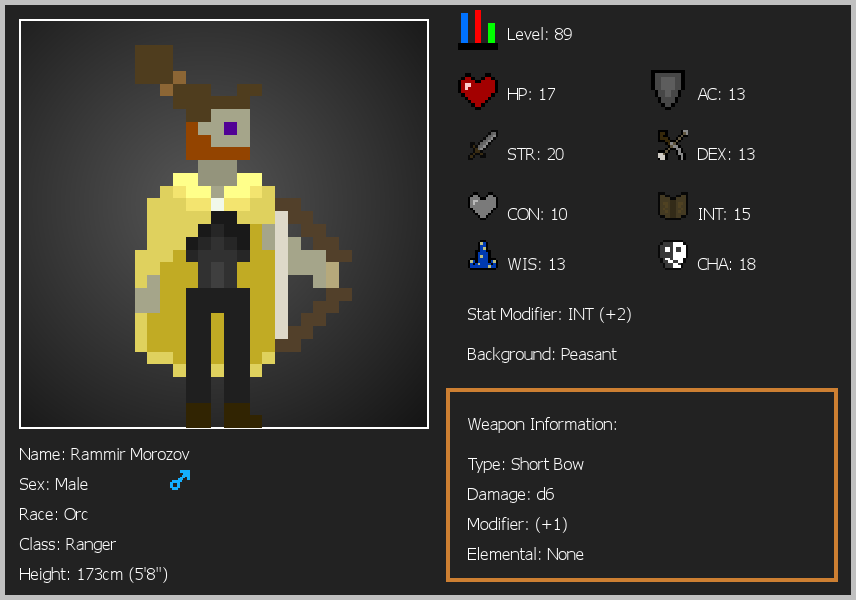 Level: 89
HP: 17
AC: 13
STR: 20
DEX: 13
CON: 10
INT: 15
WIS: 13
CHA: 18
Stat Modifier: INT (+2)
Background: Peasant
Weapon Information:
Type: Short Bow
Damage: d6
Modifier: (+1)
Elemental: None
Name: Rammir Morozov
Sex: Male
Race: Orc
Class: Ranger
Height: 173cm (5'8")